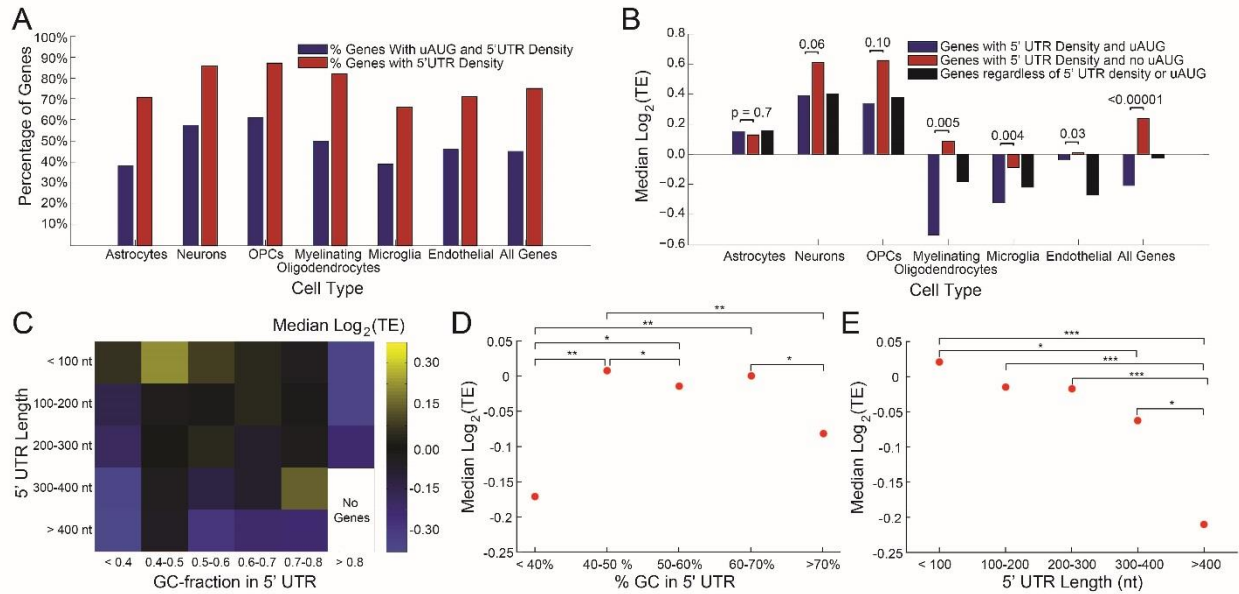 A
100%
90%
80%
70%
60%
50%
40%
30%
20%
10%
Percentage of Genes
% Genes With uAUG and 5'UTR Density
% Genes with 5'UTR Density
Astrocytes
Neurons
OPCs
Myelinating
Oligodendrocytes
Microglia
Endothelial
All Genes
Cell Type
B
0.8
0.6
0.4
0.2
0.0
−0.2
−0.4
−0.6
Median Log2(TE)
Genes with 5' UTR Density and uAUG
Genes with 5' UTR Density and no uAUG
Genes regardless of 5' UTR density or uAUG
p = 0.7
0.06
0.10
0.005
0.004
0.03
<0.00001
Astrocytes
Neurons
OPCs
Myelinating
Oligodendrocytes
Microglia
Endothelial
All Genes
Cell Type
C
Median Log2(TE)
0.30
0.15
0.00
-0.15
-0.30
5' UTR Length
< 100 nt
100-200 nt
200-300 nt
300-400 nt
> 400 nt
No
Genes
< 0.4
0.4-0.5
0.5-0.6
0.6-0.7
0.7-0.8
> 0.8
GC-fraction in 5' UTR
D
0.05
0
-0.05
-0.1
-0.15
-0.2
-0.25
Median Log2(TE)
**
**
*
**
*
*
< 40%
40-50 %
50-60%
60-70%
>70%
% GC in 5' UTR
E
0.05
0
-0.05
-0.1
-0.15
-0.2
-0.25
Median Log2(TE)
***
*
***
***
*
< 100
100-200
200-300
300-400
>400
5' UTR Length (nt)